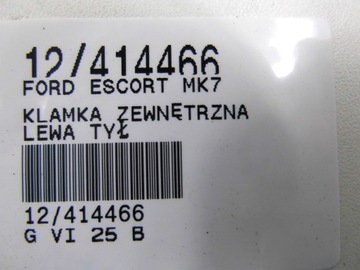 12/414466
FORD ESCORT MK7
KLAMKA ZEWNĘTRZNA
LEWA TYŁ
12/414466
G VI 25 B